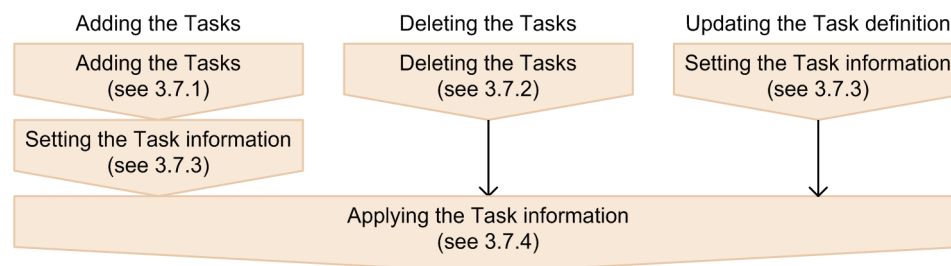 Adding the Tasks
Deleting the Tasks
Updating the Task definition
Adding the Tasks
(see 3.7.1)
Deleting the Tasks
(see 3.7.2)
Setting the Task information
(see 3.7.3)
Setting the Task information
(see 3.7.3)
Applying the Task information
(see 3.7.4)